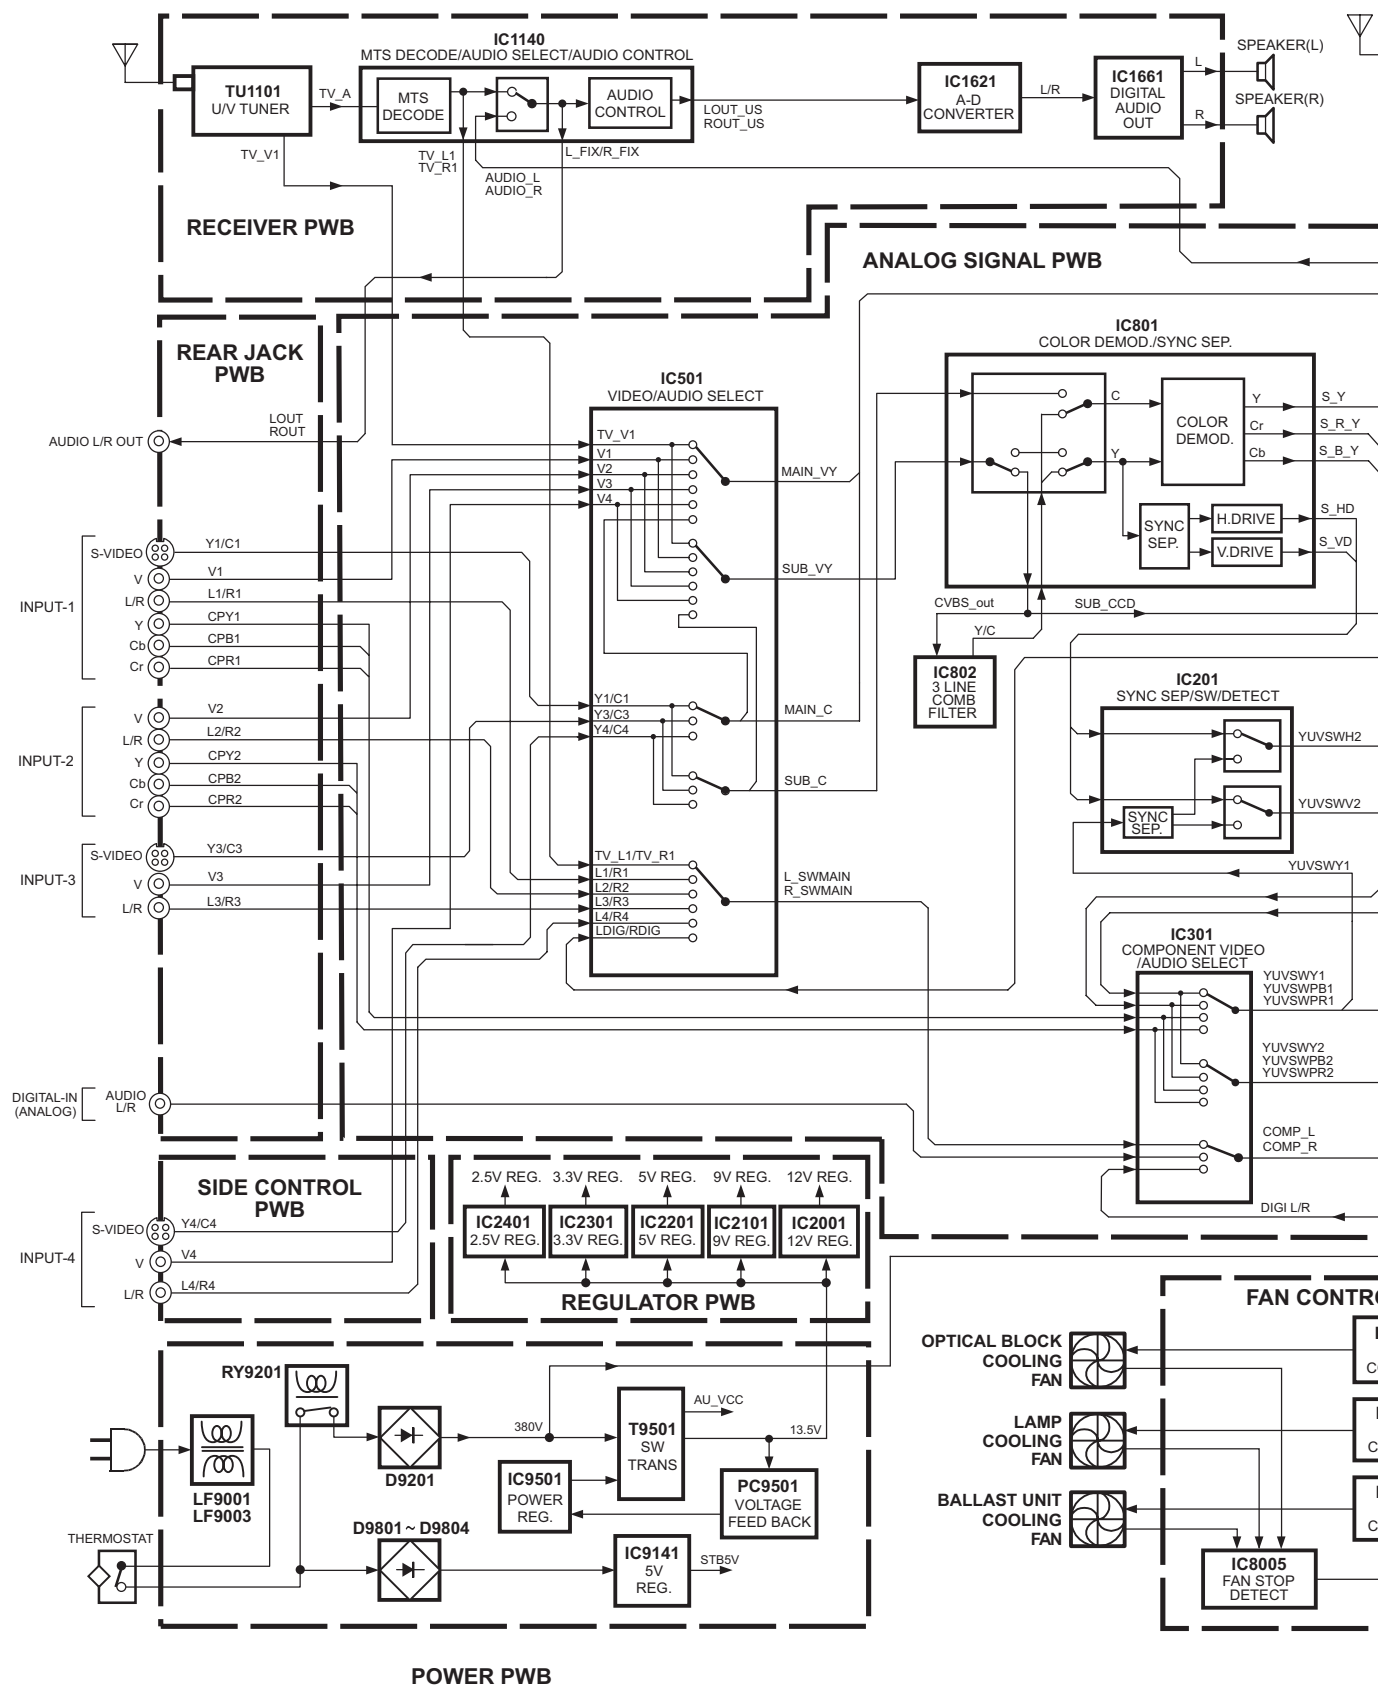 IC1140
MTS DECODE/AUDIO SELECT/AUDIO CONTROL
TU1101
U/V TUNER
TV_A
MTS
DECODE
AUDIO
CONTROL
LOUT_US
ROUT_US
IC1621
A-D
CONVERTER
L/R
IC1661
DIGITAL
AUDIO
OUT
L
R
SPEAKER(L)
SPEAKER(R)
TV_V1
TV_L1
TV_R1
L_FIX/R_FIX
AUDIO_L
AUDIO_R
RECEIVER PWB
ANALOG SIGNAL PWB
REAR JACK
PWB
LOUT
ROUT
AUDIO L/R OUT
IC501
VIDEO/AUDIO SELECT
TV_V1
V1
V2
V3
V4
MAIN_VY
SUB_VY
Y1/C1
Y3/C3
Y4/C4
MAIN_C
SUB_C
TV_L1/TV_R1
L1/R1
L2/R2
L3/R3
L4/R4
LDIG/RDIG
L_SWMAIN
R_SWMAIN
IC801
COLOR DEMOD./SYNC SEP.
C
Y
COLOR
DEMOD.
Y
Cr
Cb
S_Y
S_R_Y
S_B_Y
SYNC
SEP.
H.DRIVE
V.DRIVE
S_HD
S_VD
CVBS_out
SUB_CCD
Y/C
IC802
3 LINE
COMB
FILTER
IC201
SYNC SEP/SW/DETECT
SYNC
SEP.
YUVSWH2
YUVSWV2
YUVSWY1
IC301
COMPONENT VIDEO
/AUDIO SELECT
YUVSWY1
YUVSWPB1
YUVSWPR1
YUVSWY2
YUVSWPB2
YUVSWPR2
COMP_L
COMP_R
DIGI L/R
INPUT-1
S-VIDEO
V
L/R
Y
Cb
Cr
Y1/C1
V1
L1/R1
CPY1
CPB1
CPR1
INPUT-2
V
L/R
Y
Cb
Cr
V2
L2/R2
CPY2
CPB2
CPR2
INPUT-3
S-VIDEO
V
L/R
Y3/C3
V3
L3/R3
DIGITAL-IN
(ANALOG)
AUDIO
L/R
SIDE CONTROL
PWB
INPUT-4
S-VIDEO
V
L/R
Y4/C4
V4
L4/R4
2.5V REG.
3.3V REG.
5V REG.
9V REG.
12V REG.
IC2401
2.5V REG.
IC2301
3.3V REG.
IC2201
5V REG.
IC2101
9V REG.
IC2001
12V REG.
REGULATOR PWB
RY9201
LF9001
LF9003
THERMOSTAT
D9201
D9801 ~ D9804
380V
T9501
SW
TRANS
AU_VCC
13.5V
IC9501
POWER
REG.
PC9501
VOLTAGE
FEED BACK
IC9141
5V
REG.
STB5V
POWER PWB
FAN CONTRO
OPTICAL BLOCK
COOLING
FAN
LAMP
COOLING
FAN
BALLAST UNIT
COOLING
FAN
IC8005
FAN STOP
DETECT